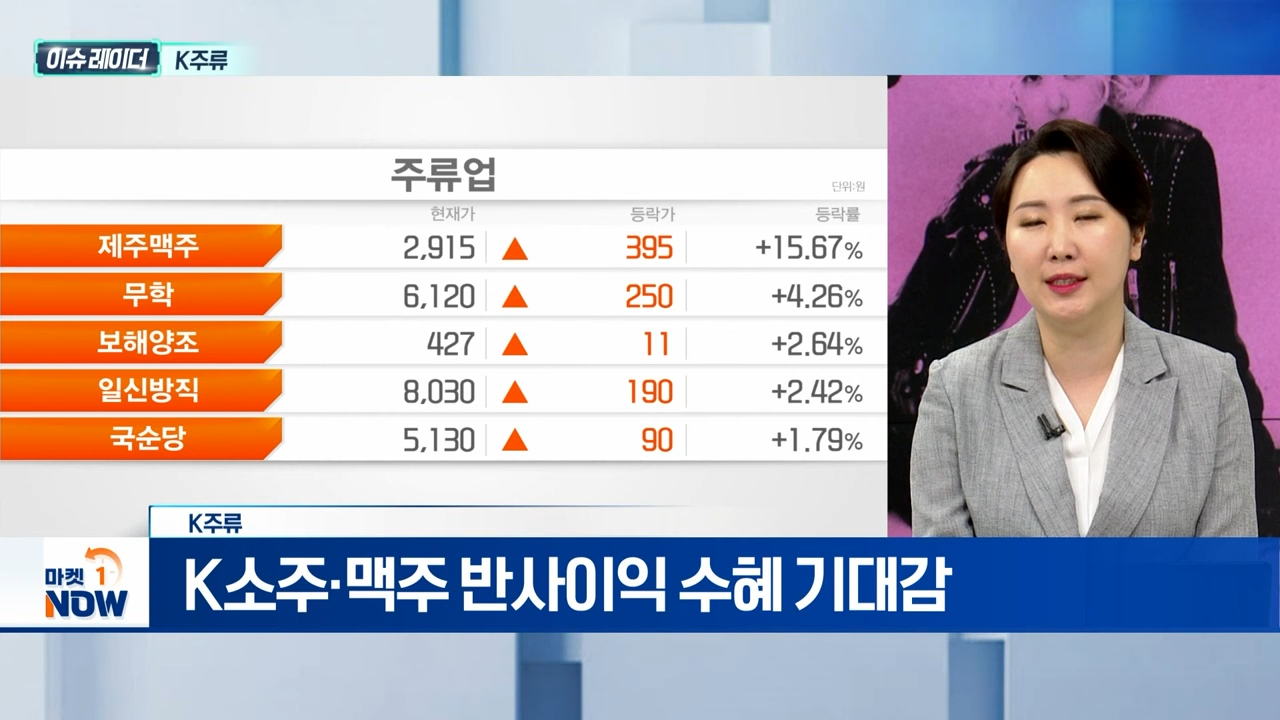 이슈레이더 K주류
주류업
단위:원
현재가 등락가 등락률
제주맥주 2,915 ▲ 395 +15.67%
무학 6,120 ▲ 250 +4.26%
보해양조 427 ▲ 11 +2.64%
일신방직 8,030 ▲ 190 +2.42%
국순당 5,130 ▲ 90 +1.79%
K주류
마켓 1
NOW
K소주·맥주 반사이익 수혜 기대감